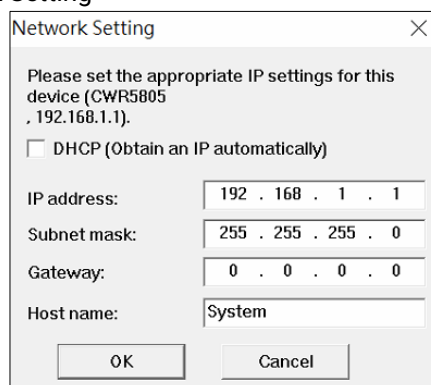 Setting
Network Setting
Please set the appropriate IP settings for this
device (CWR5805
, 192.168.1.1).
DHCP (Obtain an IP automatically)
IP address: 192 . 168 . 1 . 1
Subnet mask: 255 . 255 . 255 . 0
Gateway: 0 . 0 . 0 . 0
Host name: System
OK Cancel